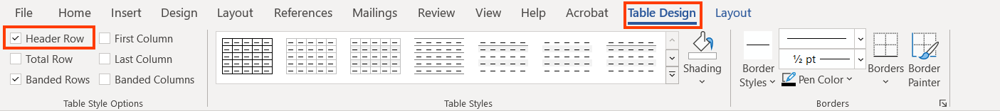 File Home Insert Design Layout References Mailings Review View Help Acrobat Table Design Layout
Header Row First Column
Total Row Last Column
Banded Rows Banded Columns
Table Style Options
Table Styles
Shading
Border
Styles
½ pt
Pen Color
Borders
Border
Painter
Borders